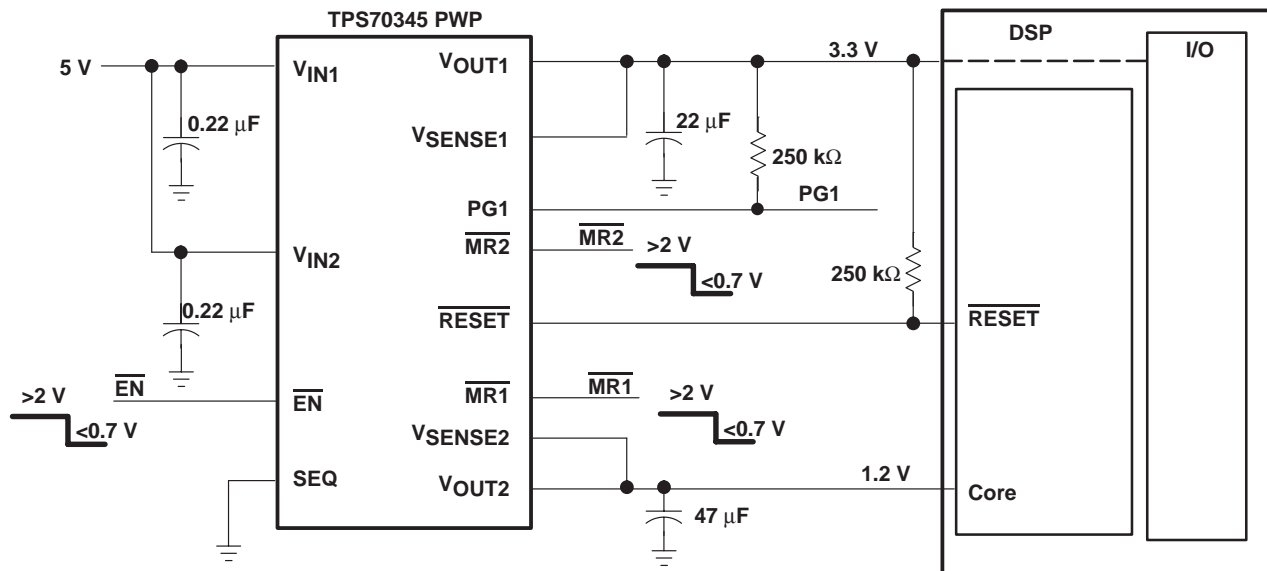 TPS70345 PWP
DSP
I/O
5 V
VIN1
VOUT1
3.3 V
0.22 μF
VSENSE1
22 μF
250 kΩ
PG1
PG1
MR2
MR2
>2 V
<0.7 V
VIN2
250 kΩ
0.22 μF
RESET
RESET
EN
EN
>2 V
<0.7 V
MR1
MR1
>2 V
<0.7 V
VSENSE2
SEQ
VOUT2
1.2 V
Core
47 μF